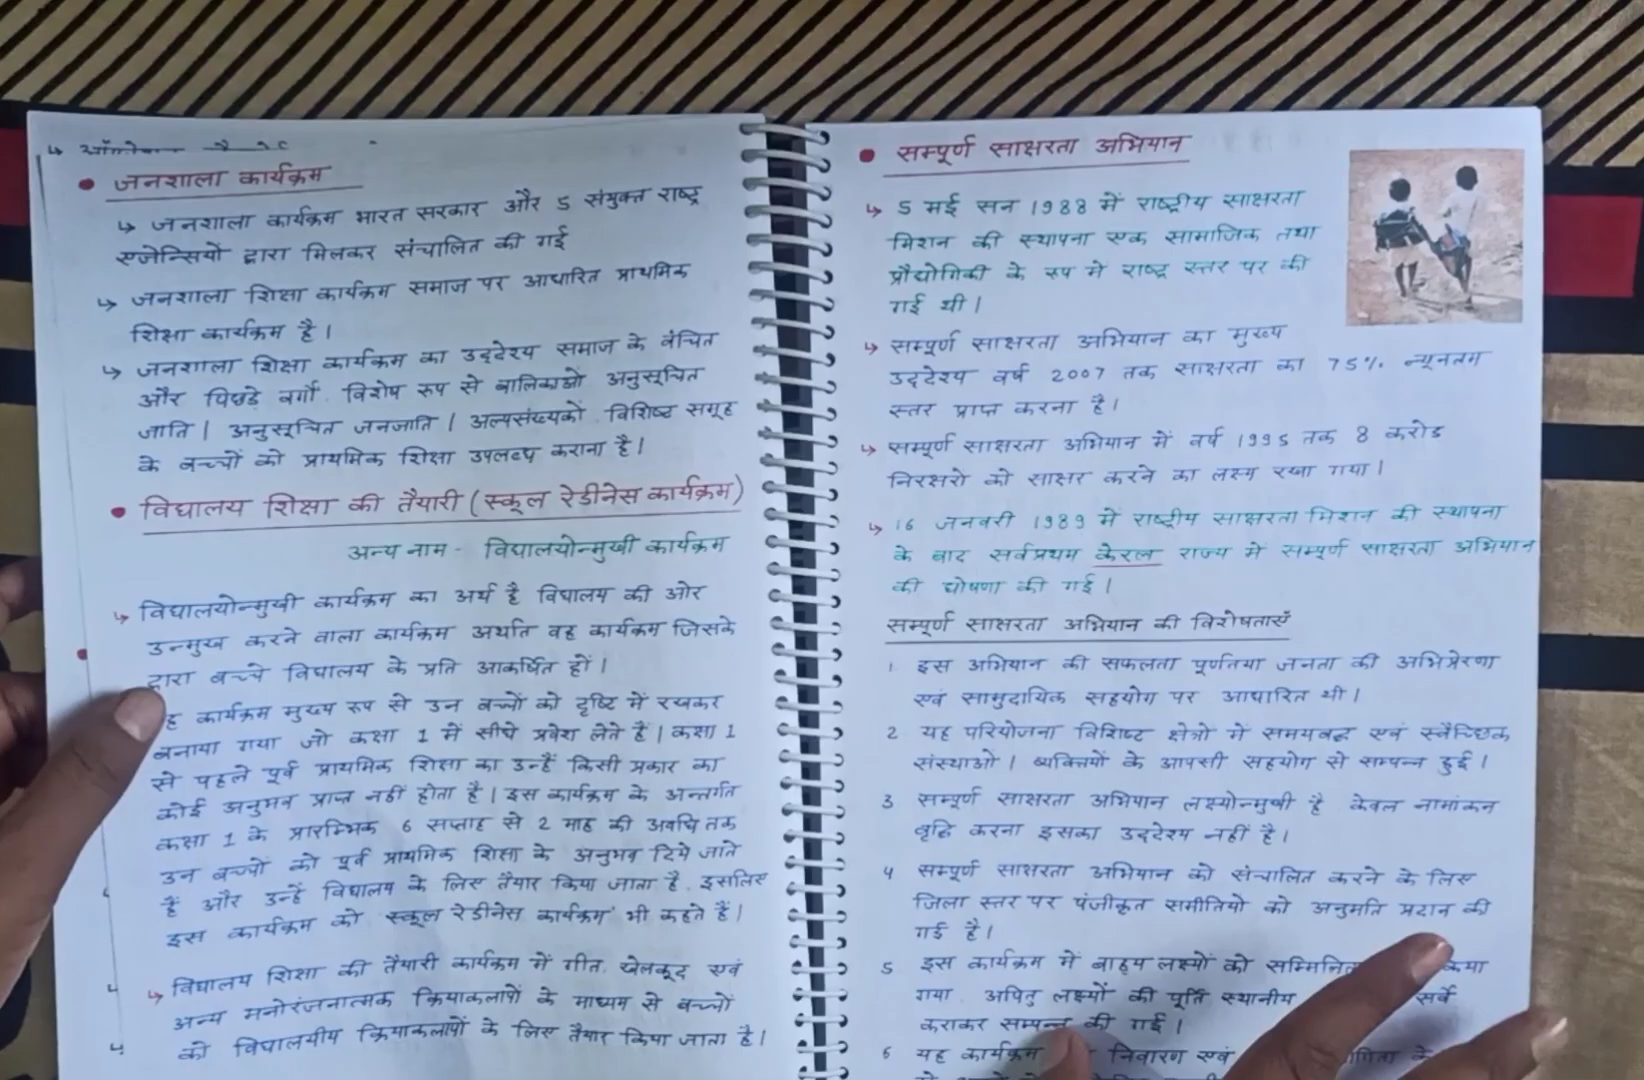 • जनशाला कार्यक्रम
↳ जनशाला कार्यक्रम भारत सरकार और 5 संयुक्त राष्ट्र
एजेन्सियों द्वारा मिलकर संचालित की गई
↳ जनशाला शिक्षा कार्यक्रम समाज पर आधारित प्राथमिक
शिक्षा कार्यक्रम है।
↳ जनशाला शिक्षा कार्यक्रम का उद्देश्य समाज के वंचित
और पिछड़े वर्गों, विशेष रूप से बालिकाओं अनुसूचित
जाति। अनुसूचित जनजाति। अल्पसंख्यकों, विशिष्ट समूह
के बच्चों को प्राथमिक शिक्षा उपलब्ध कराना है।
• विद्यालय शिक्षा की तैयारी (स्कूल रेडीनेस कार्यक्रम)
अन्य नाम - विद्यालयोन्मुखी कार्यक्रम
↳ विद्यालयोन्मुखी कार्यक्रम का अर्थ है विद्यालय की ओर
उन्मुख करने वाला कार्यक्रम अर्थात वह कार्यक्रम जिसके
द्वारा बच्चे विद्यालय के प्रति आकर्षित हों।
कार्यक्रम मुख्य रूप से उन बच्चों को दृष्टि में रखकर
बनाया गया जो कक्षा 1 में सीधे प्रवेश लेते हैं। कक्षा 1
से पहले पूर्व प्राथमिक शिक्षा का उन्हें किसी प्रकार का
कोई अनुभव प्राप्त नहीं होता है। इस कार्यक्रम के अन्तर्गत
कक्षा 1 के प्रारम्भिक 6 सप्ताह से 2 माह की अवधि तक
उन बच्चों को पूर्व प्राथमिक शिक्षा के अनुभव दिये जाते
हैं और उन्हें विद्यालय के लिए तैयार किया जाता है, इसलिए
इस कार्यक्रम को 'स्कूल रेडीनेस कार्यक्रम' भी कहते हैं।
↳ विद्यालय शिक्षा की तैयारी कार्यक्रम में गीत, खेलकूद एवं
अन्य मनोरंजनात्मक क्रियाकलापों के माध्यम से बच्चों
को विद्यालयीय क्रियाकलापों के लिए तैयार किया जाता है।
• सम्पूर्ण साक्षरता अभियान
↳ 5 मई सन 1988 में राष्ट्रीय साक्षरता
मिशन की स्थापना एक सामाजिक तथा
प्रौद्योगिकी के रूप में राष्ट्र स्तर पर की
गई थी।
↳ सम्पूर्ण साक्षरता अभियान का मुख्य
उद्देश्य वर्ष 2007 तक साक्षरता का 75% न्यूनतम
स्तर प्राप्त करना है।
↳ सम्पूर्ण साक्षरता अभियान में वर्ष 1995 तक 8 करोड
निरक्षरो को साक्षर करने का लक्ष्य रखा गया।
↳ 16 जनवरी 1989 में राष्ट्रीय साक्षरता मिशन की स्थापना
के बाद सर्वप्रथम केरल राज्य में सम्पूर्ण साक्षरता अभियान
की घोषणा की गई।
सम्पूर्ण साक्षरता अभियान की विशेषताएँ
1. इस अभियान की सफलता पूर्णतया जनता की अभिप्रेरणा
एवं सामुदायिक सहयोग पर आधारित थी।
2 यह परियोजना विशिष्ट क्षेत्रो में समयबद्ध एवं स्वैच्छिक
संस्थाओं। व्यक्तियों के आपसी सहयोग से सम्पन्न हुई।
3 सम्पूर्ण साक्षरता अभियान लक्ष्योन्मुखी है, केवल नामांकन
वृद्धि करना इसका उद्देश्य नहीं है।
4 सम्पूर्ण साक्षरता अभियान को संचालित करने के लिए
जिला स्तर पर पंजीकृत समीतियो को अनुमति प्रदान की
गई है।
5 इस कार्यक्रम में बाह्य लक्ष्यों को
गया, अपितु लक्ष्यों की पूर्ति स्थानीय सर्वे
कराकर सम्पन्न की गई।
6 यह कार्यक्रम निवारण एवं के